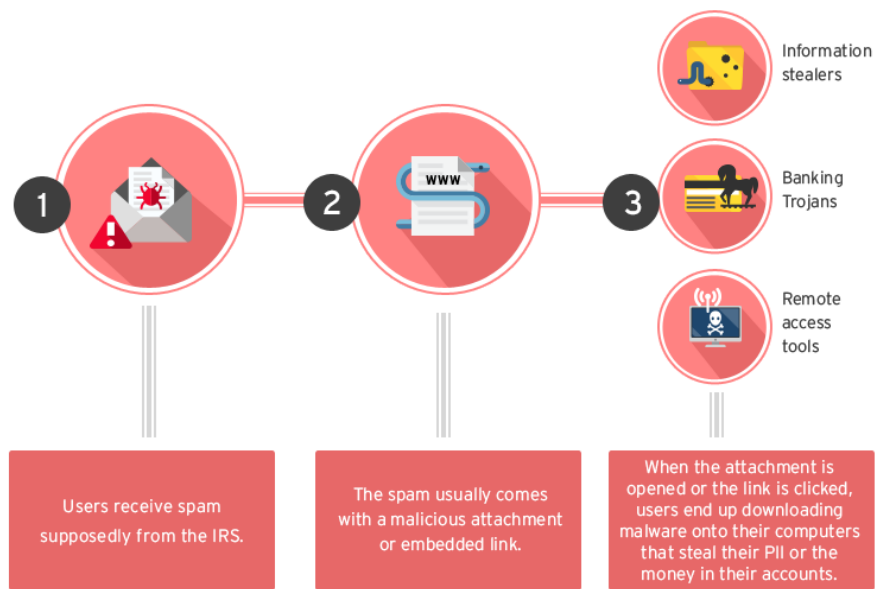 Information
stealers
1
www
2
3
Banking
Trojans
Remote
access
tools
Users receive spam
supposedly from the IRS.
The spam usually comes
with a malicious attachment
or embedded link.
When the attachment is
opened or the link is clicked,
users end up downloading
malware onto their computers
that steal their PII or the
money in their accounts.